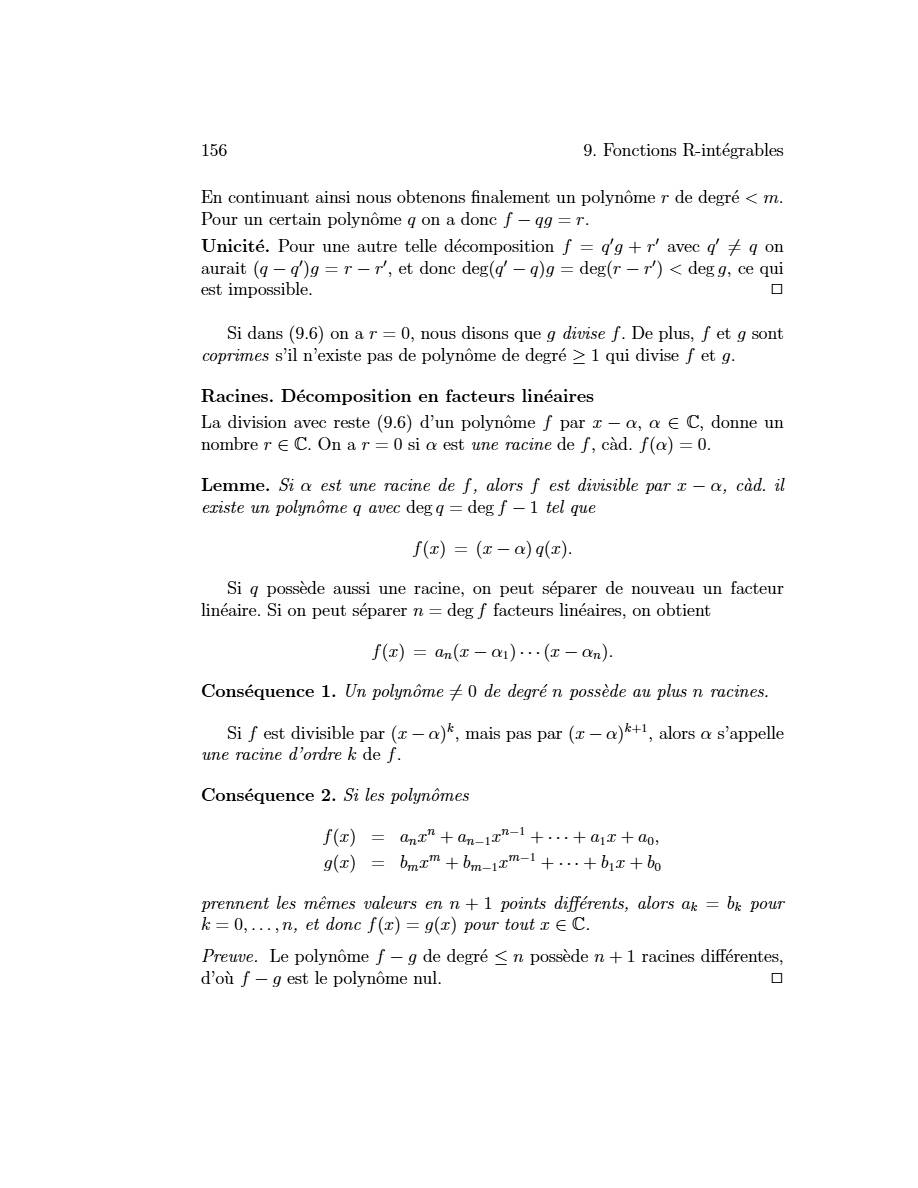 156 9. Fonctions R-intégrables
En continuant ainsi nous obtenons finalement un polynôme r de degré < m.
Pour un certain polynôme q on a donc f − qg = r.
Unicité. Pour une autre telle décomposition f = q′g + r′ avec q′ ≠ q on
aurait (q − q′)g = r − r′, et donc deg(q′ − q)g = deg(r − r′) < deg g, ce qui
est impossible. □
Si dans (9.6) on a r = 0, nous disons que g divise f. De plus, f et g sont
coprimes s'il n'existe pas de polynôme de degré ≥ 1 qui divise f et g.
Racines. Décomposition en facteurs linéaires
La division avec reste (9.6) d'un polynôme f par x − α, α ∈ ℂ, donne un
nombre r ∈ ℂ. On a r = 0 si α est une racine de f, càd. f(α) = 0.
Lemme. Si α est une racine de f, alors f est divisible par x − α, càd. il
existe un polynôme q avec deg q = deg f − 1 tel que
f(x) = (x − α) q(x).
Si q possède aussi une racine, on peut séparer de nouveau un facteur
linéaire. Si on peut séparer n = deg f facteurs linéaires, on obtient
f(x) = aₙ(x − α₁) ⋯ (x − αₙ).
Conséquence 1. Un polynôme ≠ 0 de degré n possède au plus n racines.
Si f est divisible par (x − α)ᵏ, mais pas par (x − α)ᵏ⁺¹, alors α s'appelle
une racine d'ordre k de f.
Conséquence 2. Si les polynômes
f(x) = aₙxⁿ + aₙ₋₁xⁿ⁻¹ + ⋯ + a₁x + a₀,
g(x) = bₘxᵐ + bₘ₋₁xᵐ⁻¹ + ⋯ + b₁x + b₀
prennent les mêmes valeurs en n + 1 points différents, alors aₖ = bₖ pour
k = 0, . . . , n, et donc f(x) = g(x) pour tout x ∈ ℂ.
Preuve. Le polynôme f − g de degré ≤ n possède n + 1 racines différentes,
d'où f − g est le polynôme nul. □